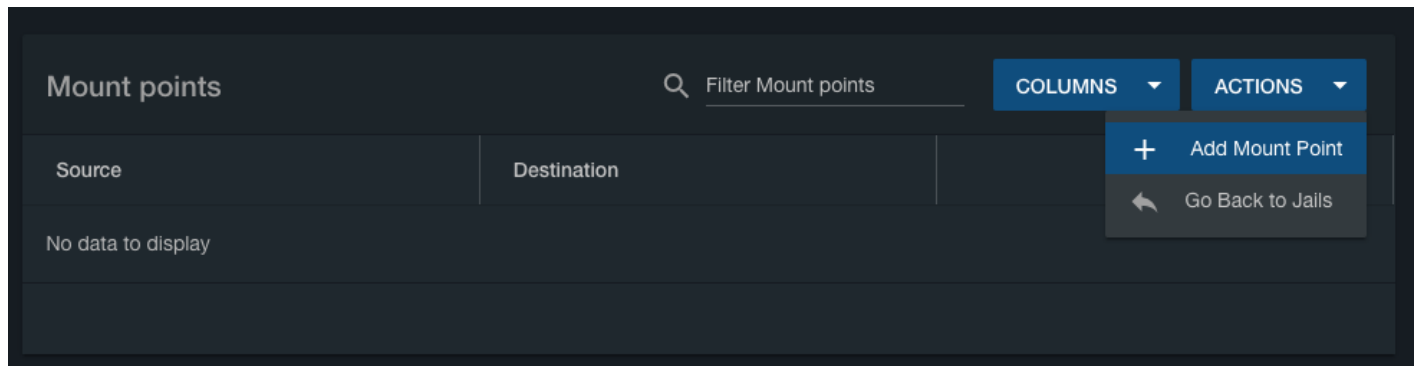 Mount points
Filter Mount points
COLUMNS
ACTIONS
Add Mount Point
Go Back to Jails
Source
Destination
No data to display